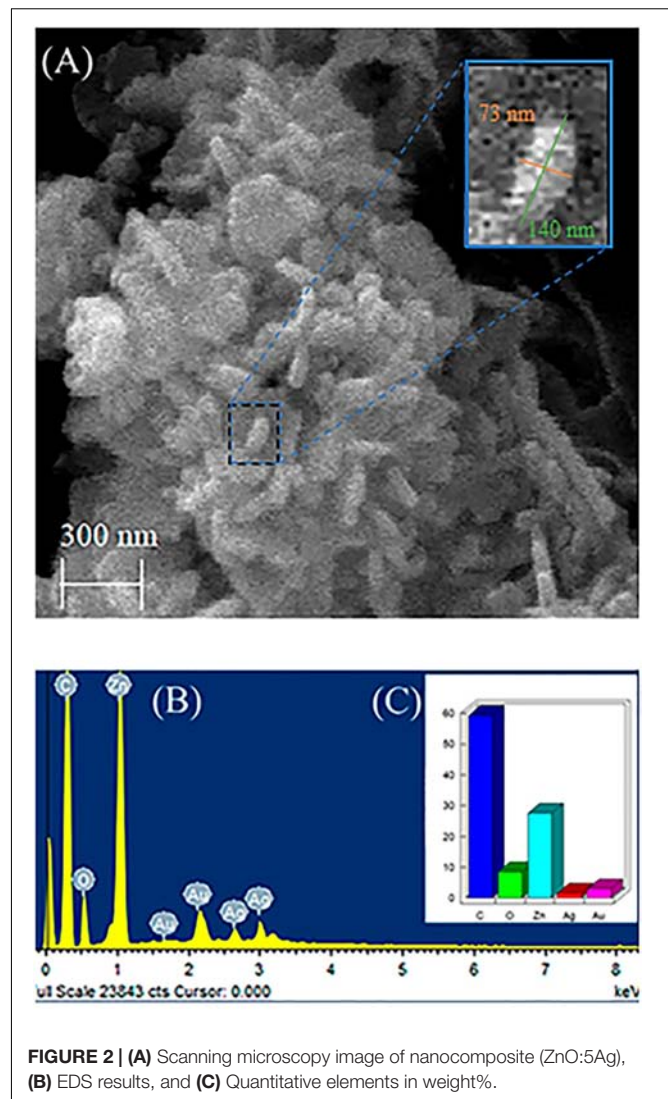 (A)
73 nm
140 nm
300 nm
(B)
(C)
C
Zn
O
Au
Au
Ag
Ag
60
50
40
30
20
10
0
C O Zn Ag Au
0 1 2 3 4 5 6 7 8
ull Scale 23843 cts Cursor: 0.000
keV
FIGURE 2 | (A) Scanning microscopy image of nanocomposite (ZnO:5Ag),
(B) EDS results, and (C) Quantitative elements in weight%.